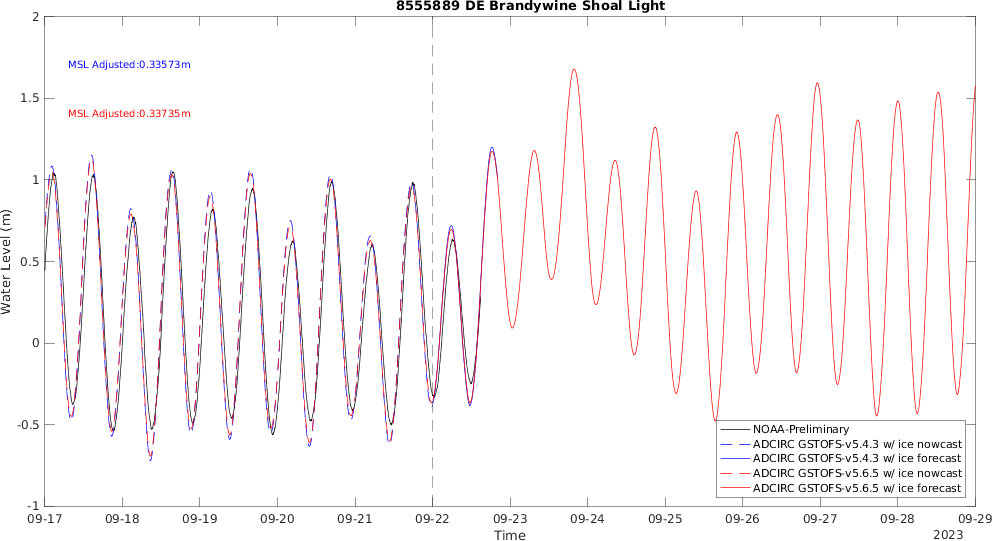 8555889 DE Brandywine Shoal Light
MSL Adjusted:0.33573m
MSL Adjusted:0.33735m
Water Level (m)
2
1.5
1
0.5
0
-0.5
-1
NOAA-Preliminary
ADCIRC GSTOFS-v5.4.3 w/ ice nowcast
ADCIRC GSTOFS-v5.4.3 w/ ice forecast
ADCIRC GSTOFS-v5.6.5 w/ ice nowcast
ADCIRC GSTOFS-v5.6.5 w/ ice forecast
09-17 09-18 09-19 09-20 09-21 09-22 09-23 09-24 09-25 09-26 09-27 09-28 09-29
Time
2023